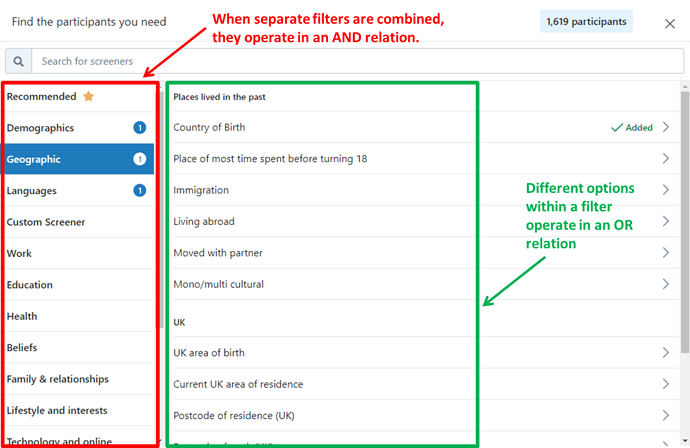 Find the participants you need
When separate filters are combined,
they operate in an AND relation.
1,619 participants
Search for screeners
Recommended
Demographics 1
Geographic 1
Languages 1
Custom Screener
Work
Education
Health
Beliefs
Family & relationships
Lifestyle and interests
Technology and online
Places lived in the past
Country of Birth
Added
Place of most time spent before turning 18
Immigration
Living abroad
Moved with partner
Mono/multi cultural
UK
UK area of birth
Current UK area of residence
Postcode of residence (UK)
Different options
within a filter
operate in an OR
relation